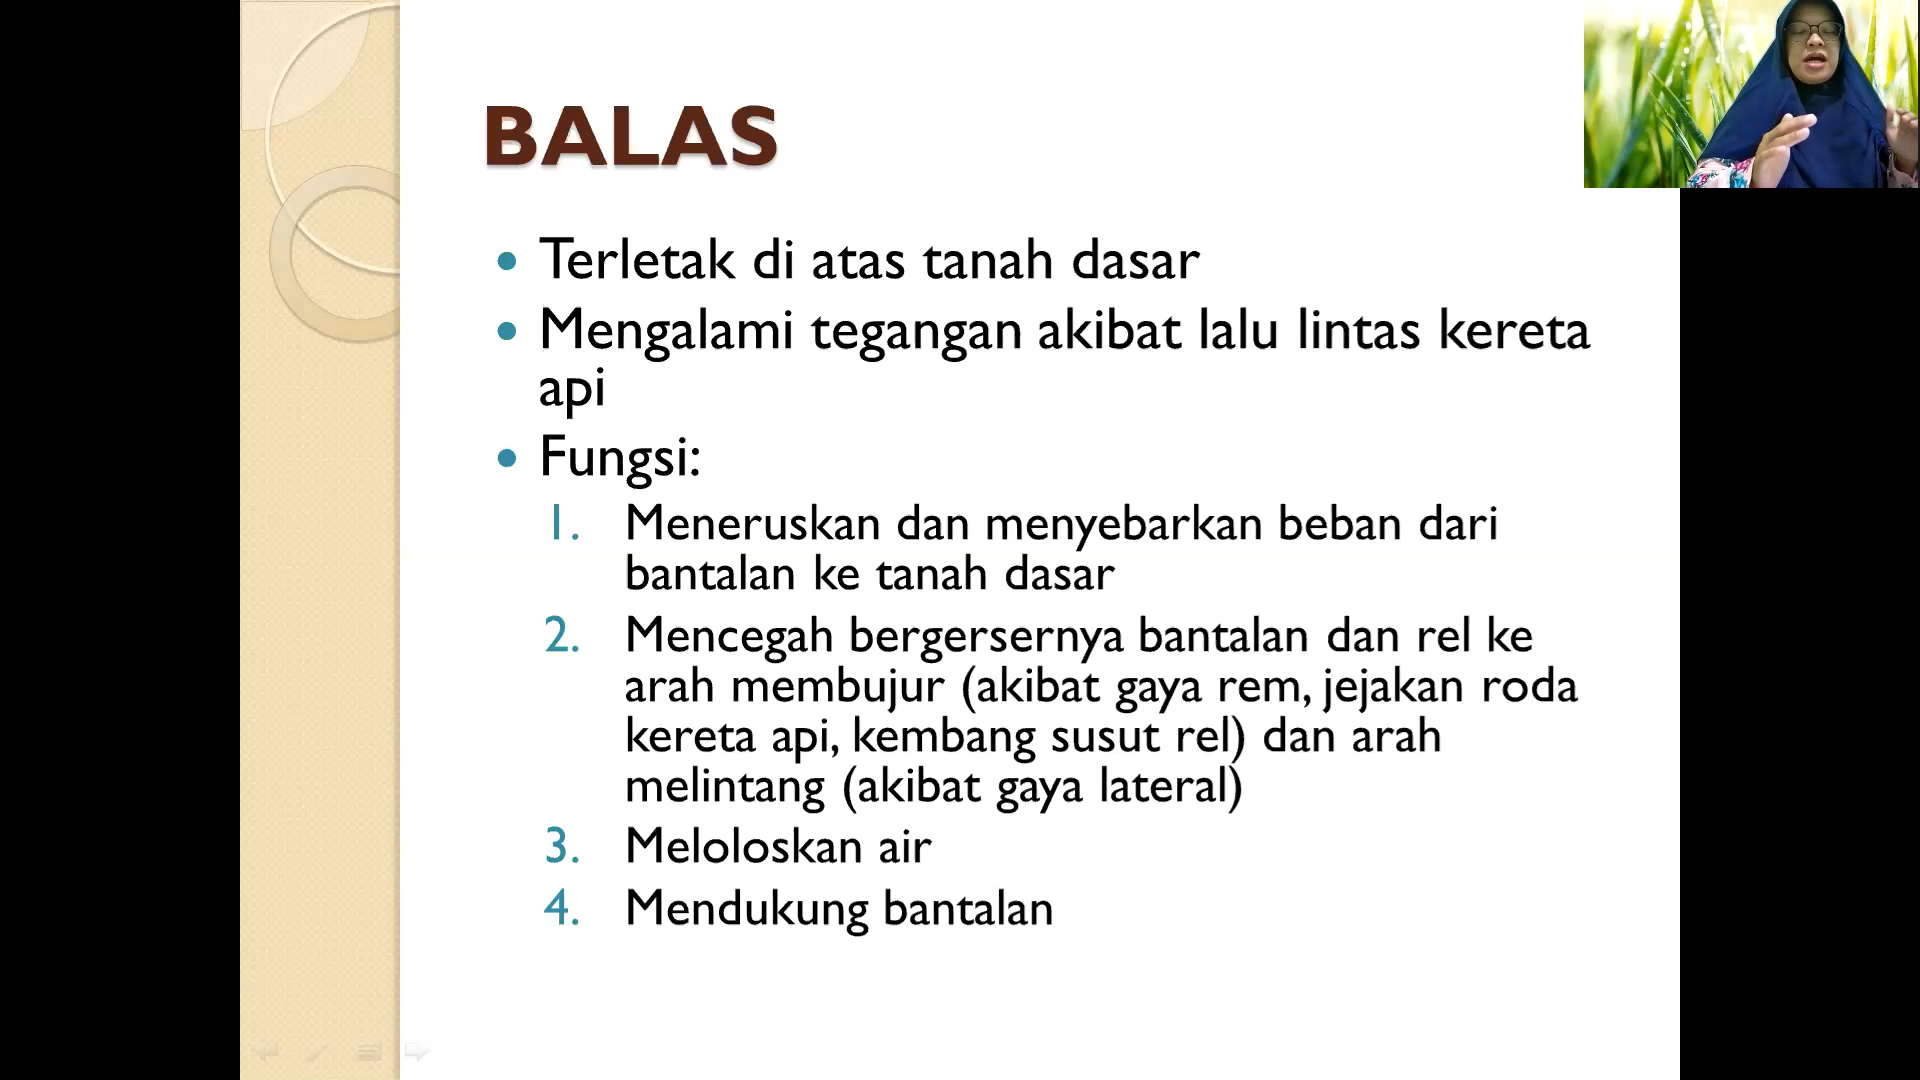 BALAS
• Terletak di atas tanah dasar
• Mengalami tegangan akibat lalu lintas kereta
api
• Fungsi:
1. Meneruskan dan menyebarkan beban dari
bantalan ke tanah dasar
2. Mencegah bergersernya bantalan dan rel ke
arah membujur (akibat gaya rem, jejakan roda
kereta api, kembang susut rel) dan arah
melintang (akibat gaya lateral)
3. Meloloskan air
4. Mendukung bantalan